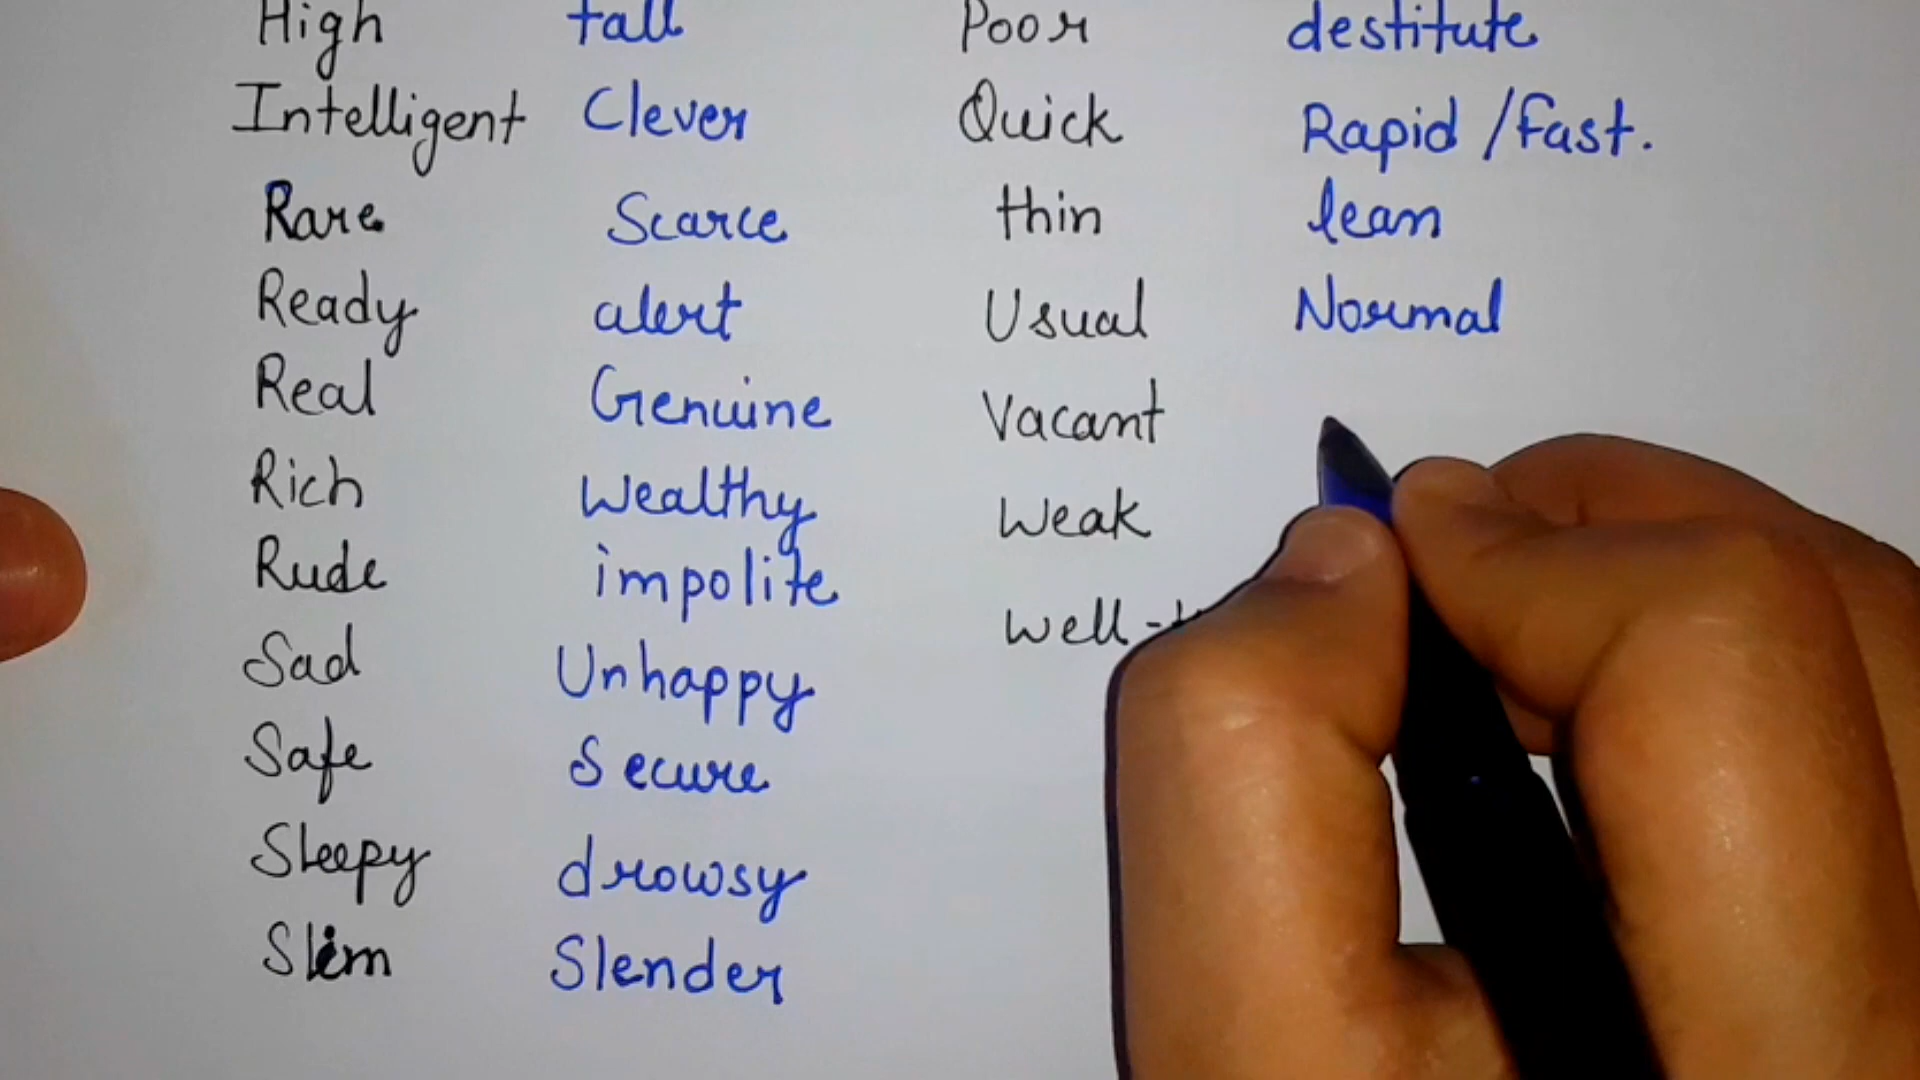 High tall Poor destitute
Intelligent Clever Quick Rapid /fast.
Rare Scarce thin lean
Ready alert Usual Normal
Real Genuine Vacant
Rich Wealthy Weak
Rude impolite well-
Sad Unhappy
Safe Secure
Sleepy drowsy
Slim Slender